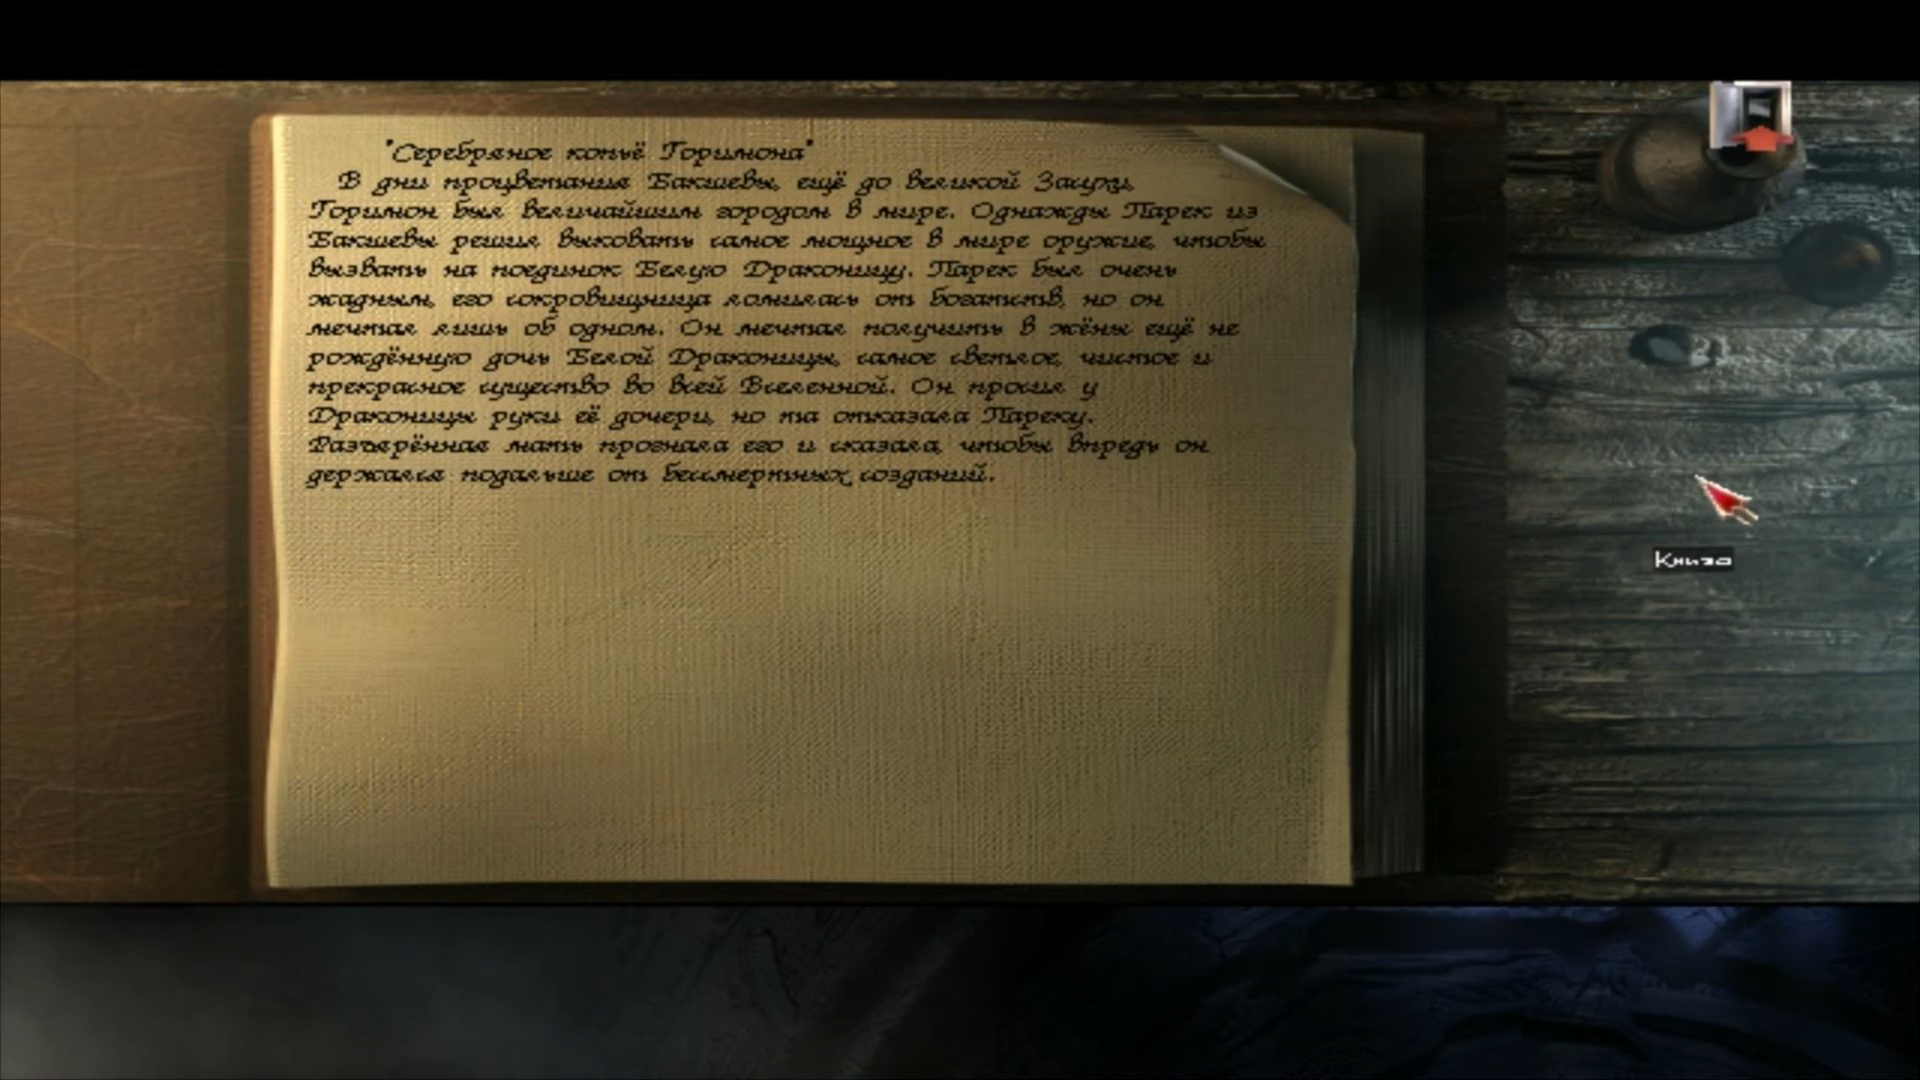 "Серебряное копьё Горимона"
В дни процветания Бакшевы, ещё до великой Засухи,
Горимон был величайшим городом в мире. Однажды Парек из
Бакшевы решил выковать самое мощное в мире оружие, чтобы
вызвать на поединок Белую Драконицу. Парек был очень
жадным, его сокровищница ломилась от богатств, но он
мечтал лишь об одном. Он мечтал получить в жёны ещё не
рождённую дочь Белой Драконицы, самое светлое, чистое и
прекрасное существо во всей Вселенной. Он просил у
Драконицы руки её дочери, но та отказала Пареку.
Разъярённая мать прогнала его и сказала, чтобы впредь он
держался подальше от бессмертных созданий.
Книга